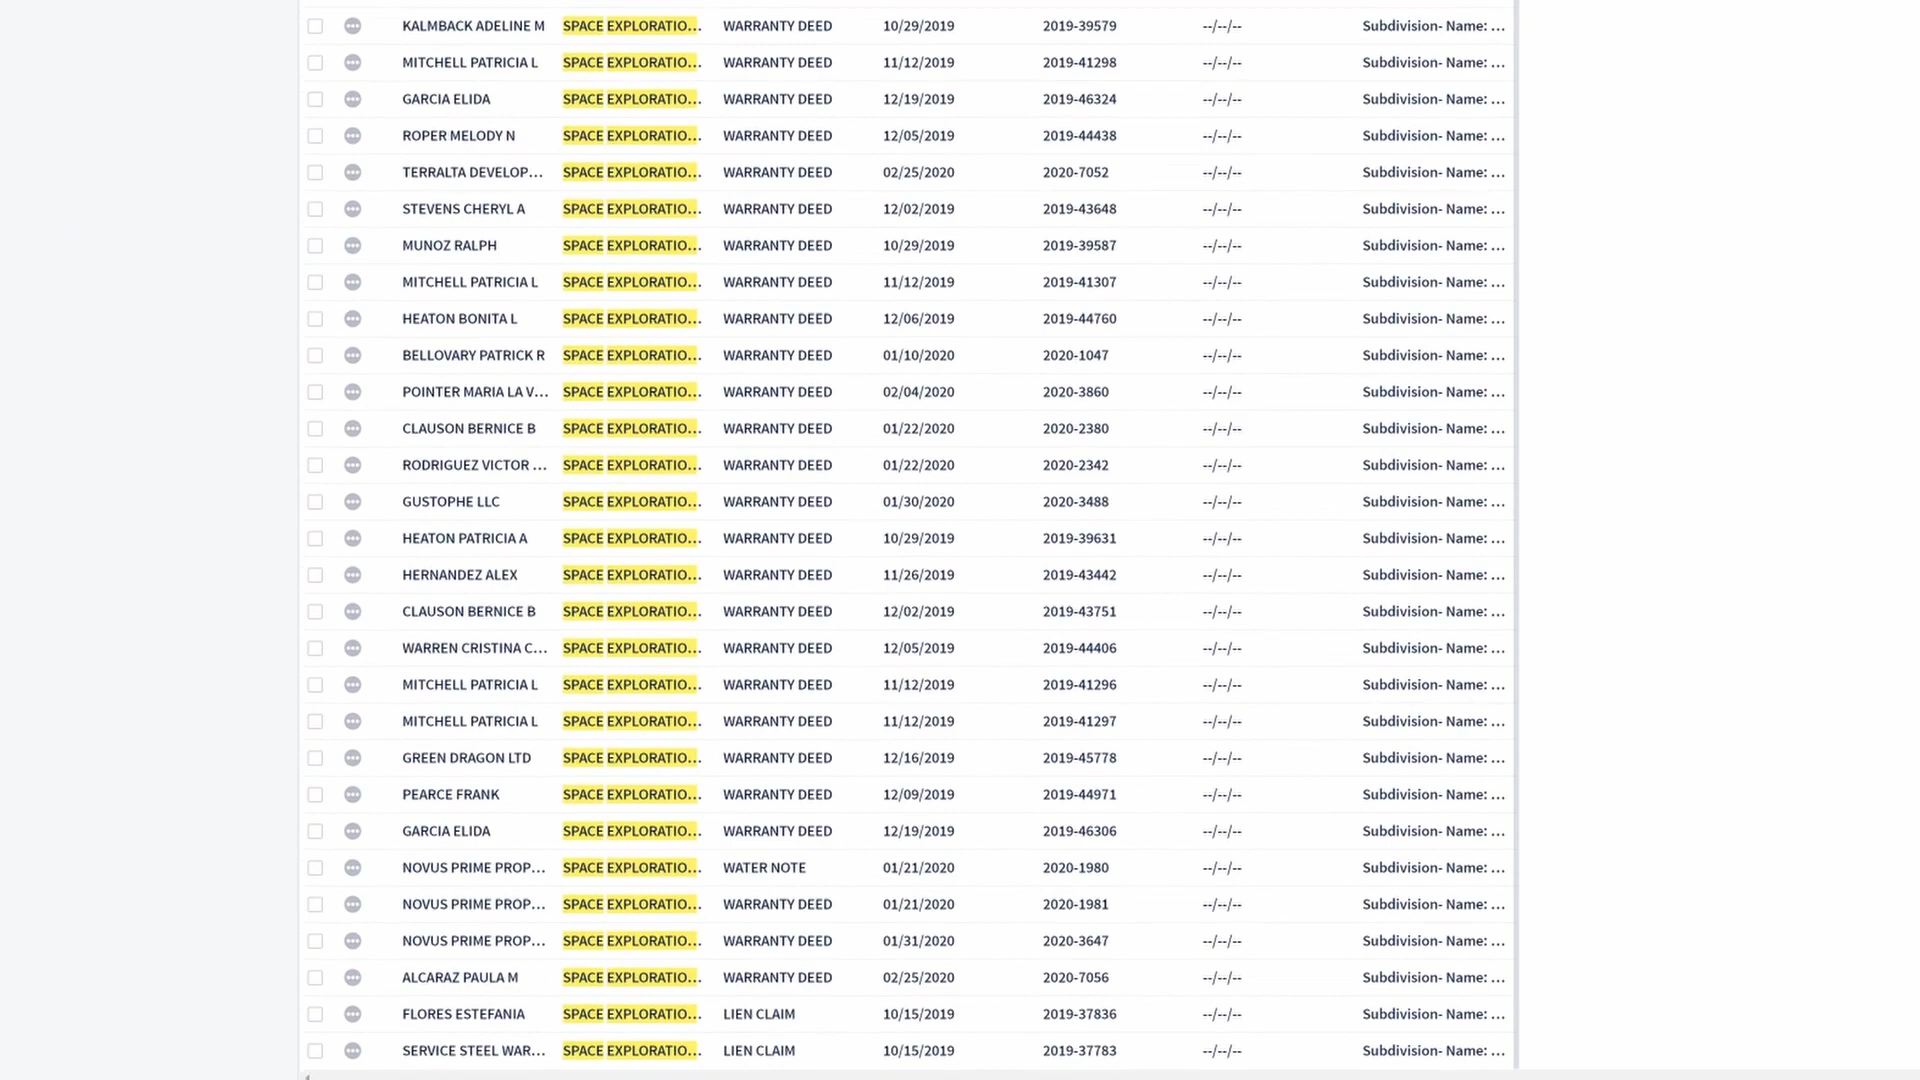 KALMBACK ADELINE M SPACE EXPLORATIO... WARRANTY DEED 10/29/2019 2019-39579 --/--/-- Subdivision- Name: ...
MITCHELL PATRICIA L SPACE EXPLORATIO... WARRANTY DEED 11/12/2019 2019-41298 --/--/-- Subdivision- Name: ...
GARCIA ELIDA SPACE EXPLORATIO... WARRANTY DEED 12/19/2019 2019-46324 --/--/-- Subdivision- Name: ...
ROPER MELODY N SPACE EXPLORATIO... WARRANTY DEED 12/05/2019 2019-44438 --/--/-- Subdivision- Name: ...
TERRALTA DEVELOP... SPACE EXPLORATIO... WARRANTY DEED 02/25/2020 2020-7052 --/--/-- Subdivision- Name: ...
STEVENS CHERYL A SPACE EXPLORATIO... WARRANTY DEED 12/02/2019 2019-43648 --/--/-- Subdivision- Name: ...
MUNOZ RALPH SPACE EXPLORATIO... WARRANTY DEED 10/29/2019 2019-39587 --/--/-- Subdivision- Name: ...
MITCHELL PATRICIA L SPACE EXPLORATIO... WARRANTY DEED 11/12/2019 2019-41307 --/--/-- Subdivision- Name: ...
HEATON BONITA L SPACE EXPLORATIO... WARRANTY DEED 12/06/2019 2019-44760 --/--/-- Subdivision- Name: ...
BELLOVARY PATRICK R SPACE EXPLORATIO... WARRANTY DEED 01/10/2020 2020-1047 --/--/-- Subdivision- Name: ...
POINTER MARIA LA V... SPACE EXPLORATIO... WARRANTY DEED 02/04/2020 2020-3860 --/--/-- Subdivision- Name: ...
CLAUSON BERNICE B SPACE EXPLORATIO... WARRANTY DEED 01/22/2020 2020-2380 --/--/-- Subdivision- Name: ...
RODRIGUEZ VICTOR ... SPACE EXPLORATIO... WARRANTY DEED 01/22/2020 2020-2342 --/--/-- Subdivision- Name: ...
GUSTOPHE LLC SPACE EXPLORATIO... WARRANTY DEED 01/30/2020 2020-3488 --/--/-- Subdivision- Name: ...
HEATON PATRICIA A SPACE EXPLORATIO... WARRANTY DEED 10/29/2019 2019-39631 --/--/-- Subdivision- Name: ...
HERNANDEZ ALEX SPACE EXPLORATIO... WARRANTY DEED 11/26/2019 2019-43442 --/--/-- Subdivision- Name: ...
CLAUSON BERNICE B SPACE EXPLORATIO... WARRANTY DEED 12/02/2019 2019-43751 --/--/-- Subdivision- Name: ...
WARREN CRISTINA C... SPACE EXPLORATIO... WARRANTY DEED 12/05/2019 2019-44406 --/--/-- Subdivision- Name: ...
MITCHELL PATRICIA L SPACE EXPLORATIO... WARRANTY DEED 11/12/2019 2019-41296 --/--/-- Subdivision- Name: ...
MITCHELL PATRICIA L SPACE EXPLORATIO... WARRANTY DEED 11/12/2019 2019-41297 --/--/-- Subdivision- Name: ...
GREEN DRAGON LTD SPACE EXPLORATIO... WARRANTY DEED 12/16/2019 2019-45778 --/--/-- Subdivision- Name: ...
PEARCE FRANK SPACE EXPLORATIO... WARRANTY DEED 12/09/2019 2019-44971 --/--/-- Subdivision- Name: ...
GARCIA ELIDA SPACE EXPLORATIO... WARRANTY DEED 12/19/2019 2019-46306 --/--/-- Subdivision- Name: ...
NOVUS PRIME PROP... SPACE EXPLORATIO... WATER NOTE 01/21/2020 2020-1980 --/--/-- Subdivision- Name: ...
NOVUS PRIME PROP... SPACE EXPLORATIO... WARRANTY DEED 01/21/2020 2020-1981 --/--/-- Subdivision- Name: ...
NOVUS PRIME PROP... SPACE EXPLORATIO... WARRANTY DEED 01/31/2020 2020-3647 --/--/-- Subdivision- Name: ...
ALCARAZ PAULA M SPACE EXPLORATIO... WARRANTY DEED 02/25/2020 2020-7056 --/--/-- Subdivision- Name: ...
FLORES ESTEFANIA SPACE EXPLORATIO... LIEN CLAIM 10/15/2019 2019-37836 --/--/-- Subdivision- Name: ...
SERVICE STEEL WAR... SPACE EXPLORATIO... LIEN CLAIM 10/15/2019 2019-37783 --/--/-- Subdivision- Name: ...